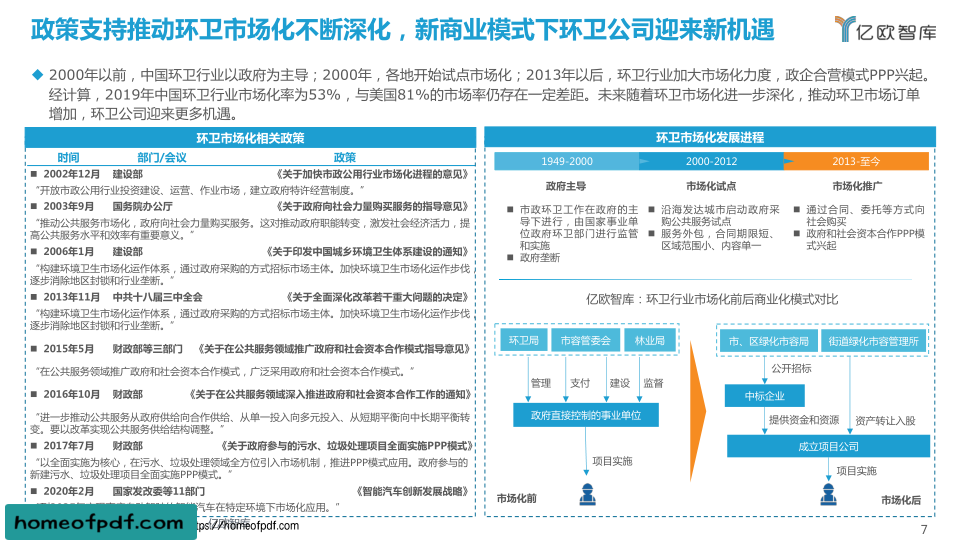 政策支持推动环卫市场化不断深化，新商业模式下环卫公司迎来新机遇
亿欧智库
◆ 2000年以前，中国环卫行业以政府为主导；2000年，各地开始试点市场化；2013年以后，环卫行业加大市场化力度，政企合营模式PPP兴起。
经计算，2019年中国环卫行业市场化率为53%，与美国81%的市场率仍存在一定差距。未来随着环卫市场化进一步深化，推动环卫市场订单
增加，环卫公司迎来更多机遇。
环卫市场化相关政策
时间 部门/会议 政策
■ 2002年12月 建设部 《关于加快市政公用行业市场化进程的意见》
“开放市政公用行业投资建设、运营、作业市场，建立政府特许经营制度。”
■ 2003年9月 国务院办公厅 《关于政府向社会力量购买服务的指导意见》
“推动公共服务市场化，政府向社会力量购买服务。这对推动政府职能转变，激发社会经济活力，提
高公共服务水平和效率有重要意义。”
■ 2006年1月 建设部 《关于印发中国城乡环境卫生体系建设的通知》
“构建环境卫生市场化运作体系，通过政府采购的方式招标市场主体。加快环境卫生市场化运作步伐，
逐步消除地区封锁和行业垄断。”
■ 2013年11月 中共十八届三中全会 《关于全面深化改革若干重大问题的决定》
“构建环境卫生市场化运作体系，通过政府采购的方式招标市场主体。加快环境卫生市场化运作步伐，
逐步消除地区封锁和行业垄断。”
■ 2015年5月 财政部等三部门 《关于在公共服务领域推广政府和社会资本合作模式指导意见》
“在公共服务领域推广政府和社会资本合作模式，广泛采用政府和社会资本合作模式。”
■ 2016年10月 财政部 《关于在公共服务领域深入推进政府和社会资本合作工作的通知》
“进一步推动公共服务从政府供给向合作供给、从单一投入向多元投入、从短期平衡向中长期平衡转
变。要以改革实现公共服务供给结构调整。”
■ 2017年7月 财政部 《关于政府参与的污水、垃圾处理项目全面实施PPP模式》
“以全面实施为核心，在污水、垃圾处理领域全方位引入市场机制，推进PPP模式应用。政府参与的
新建污水、垃圾处理项目全面实施PPP模式。”
■ 2020年2月 国家发改委等11部门 《智能汽车创新发展战略》
汽车在特定环境下市场化应用。”
环卫市场化发展进程
1949-2000 2000-2012 2013-至今
政府主导 市场化试点 市场化推广
■ 市政环卫工作在政府的主
导下进行，由国家事业单
位政府环卫部门进行监管
和实施
■ 政府垄断
■ 沿海发达城市启动政府采
购公共服务试点
■ 服务外包，合同期限短、
区域范围小、内容单一
■ 通过合同、委托等方式向
社会购买
■ 政府和社会资本合作PPP模
式兴起
亿欧智库：环卫行业市场化前后商业化模式对比
环卫局 市容管委会 林业局
管理 支付 建设 监督
政府直接控制的事业单位
项目实施
市场化前
市、区绿化市容局 街道绿化市容管理所
公开招标
中标企业
提供资金和资源 资产转让入股
成立项目公司
项目实施
市场化后
homeofpdf.com
ttps://homeofpdf.com
亿欧智库
7